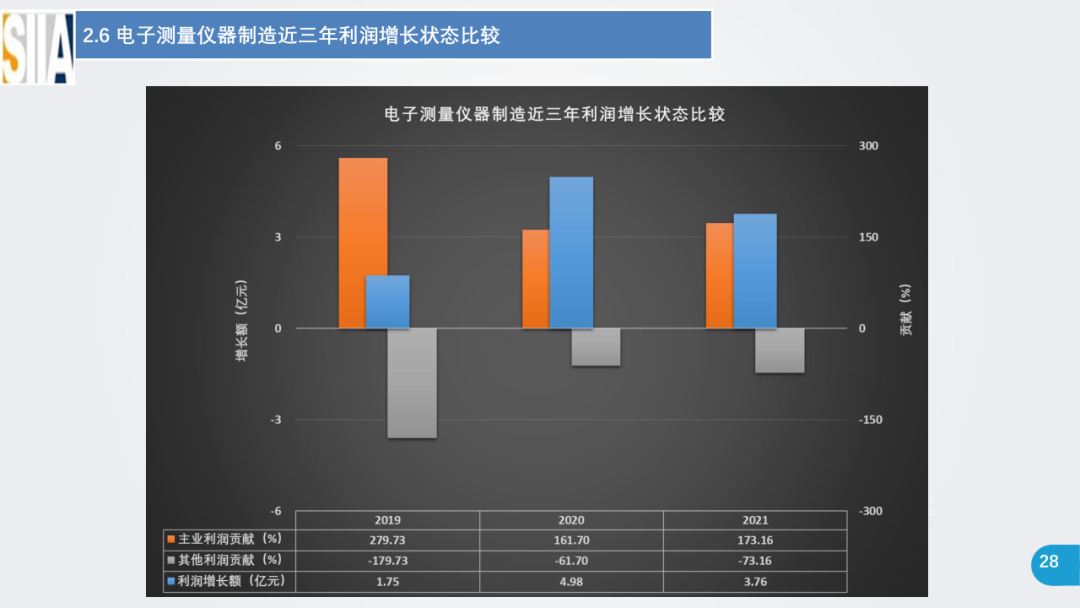 SIIA
2.6 电子测量仪器制造近三年利润增长状态比较
电子测量仪器制造近三年利润增长状态比较
6 300
3 150
0 0
-3 -150
-6 -300
增长额（亿元）
贡献（%）
2019 2020 2021
主业利润贡献（%） 279.73 161.70 173.16
其他利润贡献（%） -179.73 -61.70 -73.16
利润增长额（亿元） 1.75 4.98 3.76
28